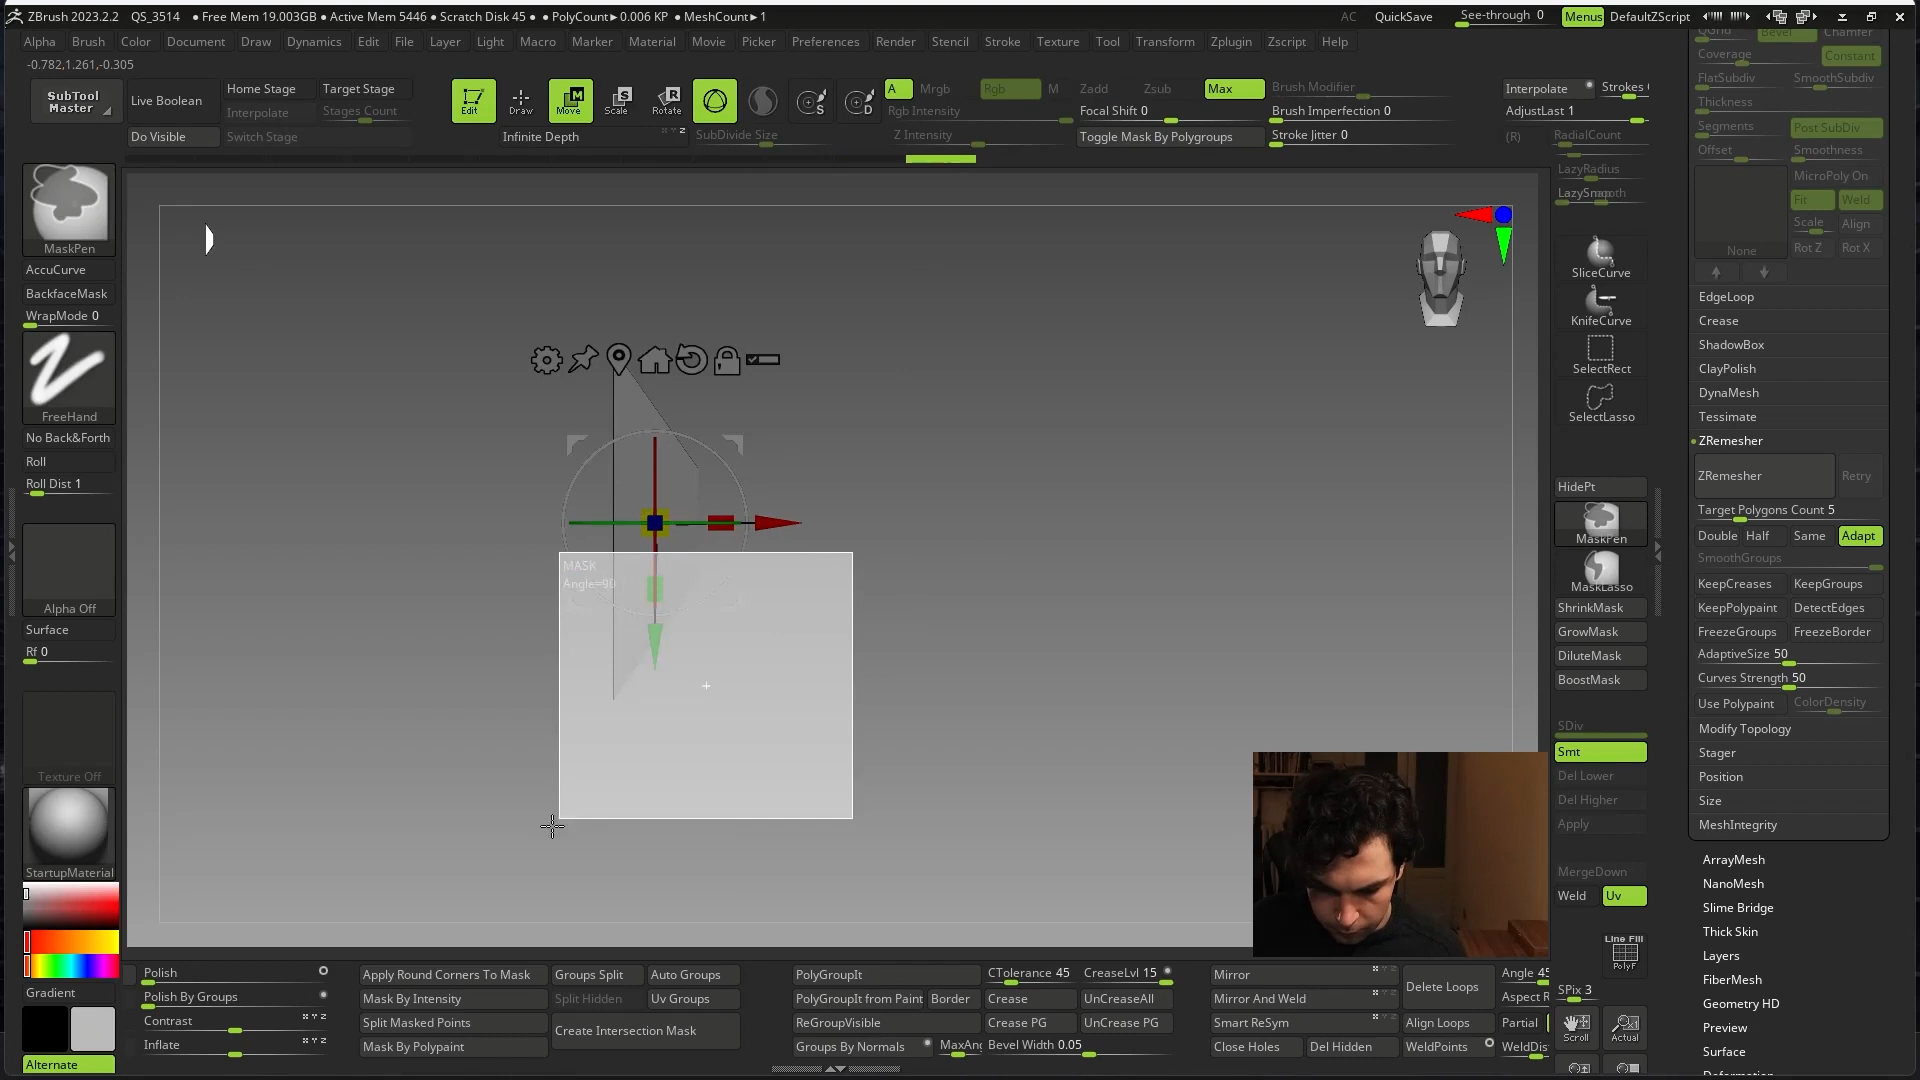 ZBrush 2023.2.2 QS_3514 ● Free Mem 19.003GB ● Active Mem 5446 ● Scratch Disk 45 ● ● PolyCount► 0.006 KP ● MeshCount►1
AC QuickSave See-through 0 Menus DefaultZScript
Alpha Brush Color Document Draw Dynamics Edit File Layer Light Macro Marker Material Movie Picker Preferences Render Stencil Stroke Texture Tool Transform Zplugin Zscript Help
-0.782,1.261,-0.305
SubTool Master
Live Boolean
Do Visible
Home Stage
Interpolate
Switch Stage
Target Stage
Stages Count
Edit
Draw
Move
Scale
Rotate
S
D
Infinite Depth
SubDivide Size
A Mrgb Rgb M Zadd Zsub Max
Rgb Intensity
Z Intensity
Focal Shift 0
Toggle Mask By Polygroups
Brush Modifier
Brush Imperfection 0
Stroke Jitter 0
Interpolate Strokes
AdjustLast 1
(R) RadialCount
LazyRadius
MaskPen
AccuCurve
BackfaceMask
WrapMode 0
FreeHand
No Back&Forth
Roll
Roll Dist 1
Alpha Off
Surface
Rf 0
Texture Off
StartupMaterial
Gradient
Alternate
MASK
Angle=90
SliceCurve
KnifeCurve
SelectRect
SelectLasso
HidePt
MaskPen
MaskLasso
ShrinkMask
GrowMask
DiluteMask
BoostMask
SDiv
Smt
Del Lower
Del Higher
Apply
MergeDown
Weld Uv
Line Fill
PolyF
SPix 3
Scroll
Actual
QGrid Bevel Chamfer
Coverage Constant
FlatSubdiv SmoothSubdiv
Thickness
Segments Post SubDiv
Offset Smoothness
MicroPoly On
Fit Weld
Scale Align
None Rot Z Rot X
EdgeLoop
Crease
ShadowBox
ClayPolish
DynaMesh
Tessimate
ZRemesher
ZRemesher Retry
Target Polygons Count 5
Double Half Same Adapt
SmoothGroups
KeepCreases KeepGroups
KeepPolypaint DetectEdges
FreezeGroups FreezeBorder
AdaptiveSize 50
Curves Strength 50
Use Polypaint ColorDensity
Modify Topology
Stager
Position
Size
MeshIntegrity
ArrayMesh
NanoMesh
Slime Bridge
Thick Skin
Layers
FiberMesh
Geometry HD
Preview
Surface
Polish
Polish By Groups
Contrast
Inflate
Apply Round Corners To Mask
Mask By Intensity
Split Masked Points
Mask By Polypaint
Groups Split Auto Groups
Split Hidden Uv Groups
Create Intersection Mask
PolyGroupIt
PolyGroupIt from Paint Border
ReGroupVisible
Groups By Normals MaxAng
CTolerance 45 CreaseLvl 15
Crease UnCreaseAll
Crease PG UnCrease PG
Bevel Width 0.05
Mirror
Mirror And Weld
Smart ReSym
Close Holes Del Hidden
Delete Loops
Align Loops
WeldPoints
Angle 45
Aspect R
Partial
WeldDis